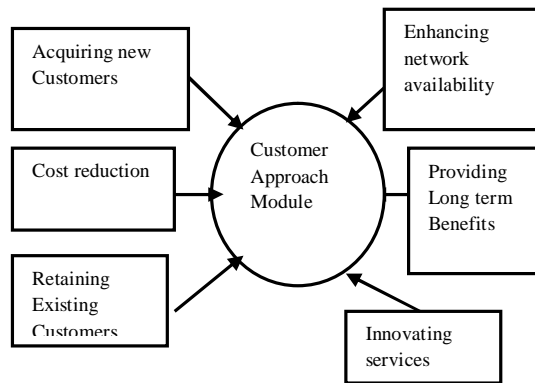 Acquiring new
Customers
Enhancing
network
availability
Customer
Approach
Module
Cost reduction
Providing
Long term
Benefits
Retaining
Existing
Customers
Innovating
services